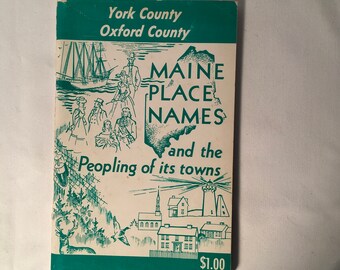 York County
Oxford County
MAINE
PLACE
NAMES
and the
Peopling of its towns
$1.00